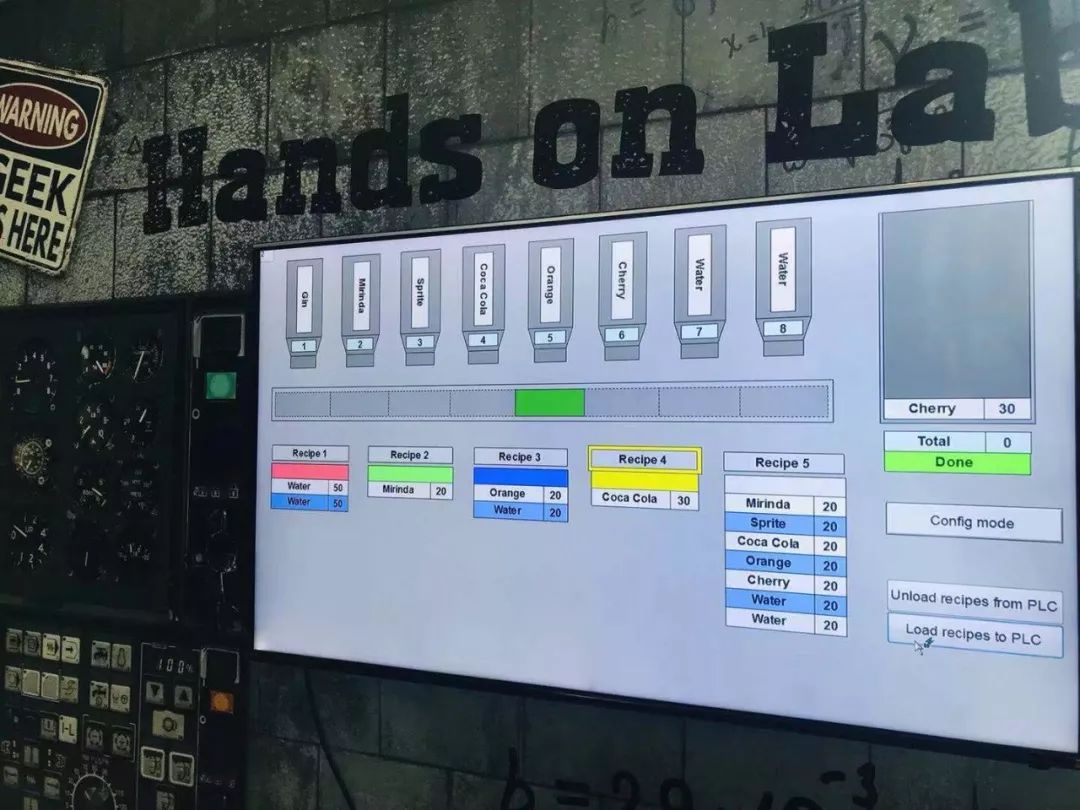 Hands on Lab
WARNING
GEEK
IS HERE
Gin
Mirinda
Sprite
Coca Cola
Orange
Cherry
Water
Water
1
2
3
4
5
6
7
8
Cherry 30
Total 0
Done
Recipe 1
Water 50
Water 50
Recipe 2
Mirinda 20
Recipe 3
Orange 20
Water 20
Recipe 4
Coca Cola 30
Recipe 5
Mirinda 20
Sprite 20
Coca Cola 20
Orange 20
Cherry 20
Water 20
Water 20
Config mode
Unload recipes from PLC
Load recipes to PLC
100%